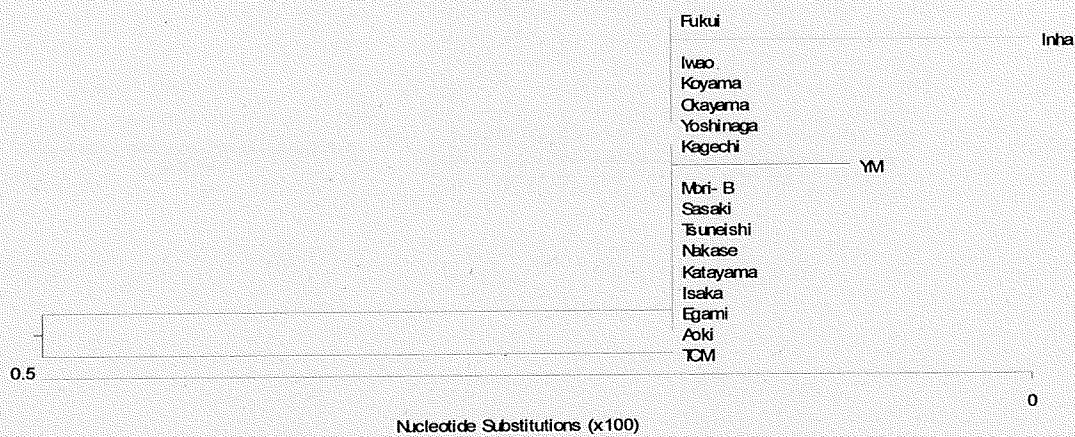 Fukui
Inha
Iwao
Koyama
Okayama
Yoshinaga
Kagechi
YM
Mori-B
Sasaki
Tsuneishi
Nakase
Katayama
Isaka
Egami
Aoki
TCM
0.5
0
Nucleotide Substitutions (x100)